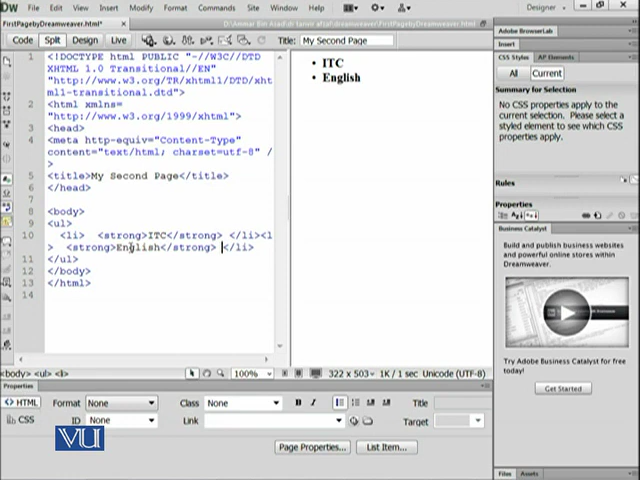 DW File Edit View Insert Modify Format Commands Site Window Help Designer
FirstPagebyDreamweaver.html*
Code Split Design Live Title: My Second Page
1 <!DOCTYPE html PUBLIC "-//W3C//DTD
XHTML 1.0 Transitional//EN"
"http://www.w3.org/TR/xhtml1/DTD/xht
ml1-transitional.dtd">
2 <html xmlns=
"http://www.w3.org/1999/xhtml">
3 <head>
4 <meta http-equiv="Content-Type"
content="text/html; charset=utf-8" /
>
5 <title>My Second Page</title>
6 </head>
7
8 <body>
9 <ul>
10 <li> <strong>ITC</strong> </li><l
i> <strong>English</strong> </li>
11 </ul>
12 </body>
13 </html>
14
• ITC
• English
<body> <ul> <li> 100% 322 x 503 1K / 1 sec Unicode (UTF-8)
Properties
HTML Format None Class None B I Title
CSS ID None Link Target
VU
Page Properties... List Item...
Adobe BrowserLab
Insert
CSS Styles AP Elements
All Current
Summary for Selection
No CSS properties apply to the
current selection. Please select a
styled element to see which CSS
properties apply.
Rules
Properties
Business Catalyst
Build and publish business websites
and powerful online stores within
Dreamweaver.
Try Adobe Business Catalyst for free
today!
Get Started
Files Assets